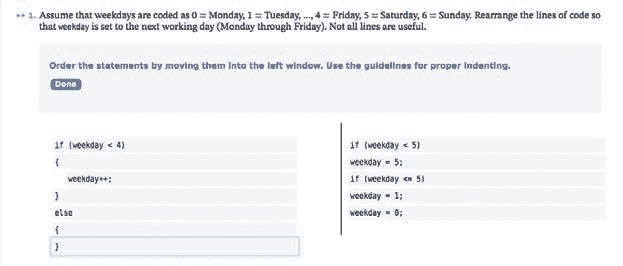 •• 1. Assume that weekdays are coded as 0 = Monday, 1 = Tuesday, ..., 4 = Friday, 5 = Saturday, 6 = Sunday. Rearrange the lines of code so
that weekday is set to the next working day (Monday through Friday). Not all lines are useful.
Order the statements by moving them into the left window. Use the guidelines for proper indenting.
Done
if (weekday < 4)
{
weekday++;
}
else
{
}
if (weekday < 5)
weekday = 5;
if (weekday <= 5)
weekday = 1;
weekday = 0;